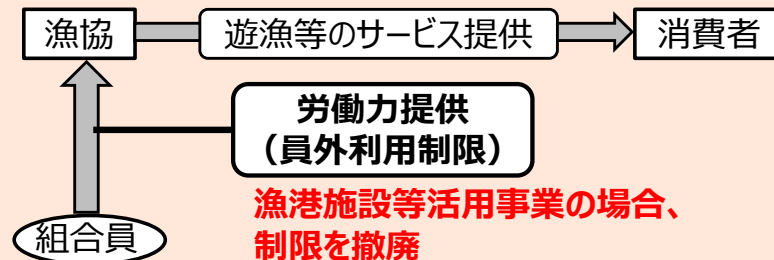 漁協
遊漁等のサービス提供
消費者
労働力提供
（員外利用制限）
漁港施設等活用事業の場合、
制限を撤廃
組合員